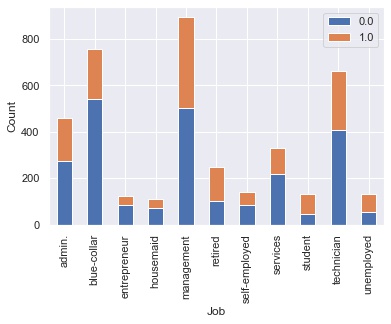 0.0
1.0
Count
800
600
400
200
0
admin.
blue-collar
entrepreneur
housemaid
management
retired
self-employed
services
student
technician
unemployed
Job